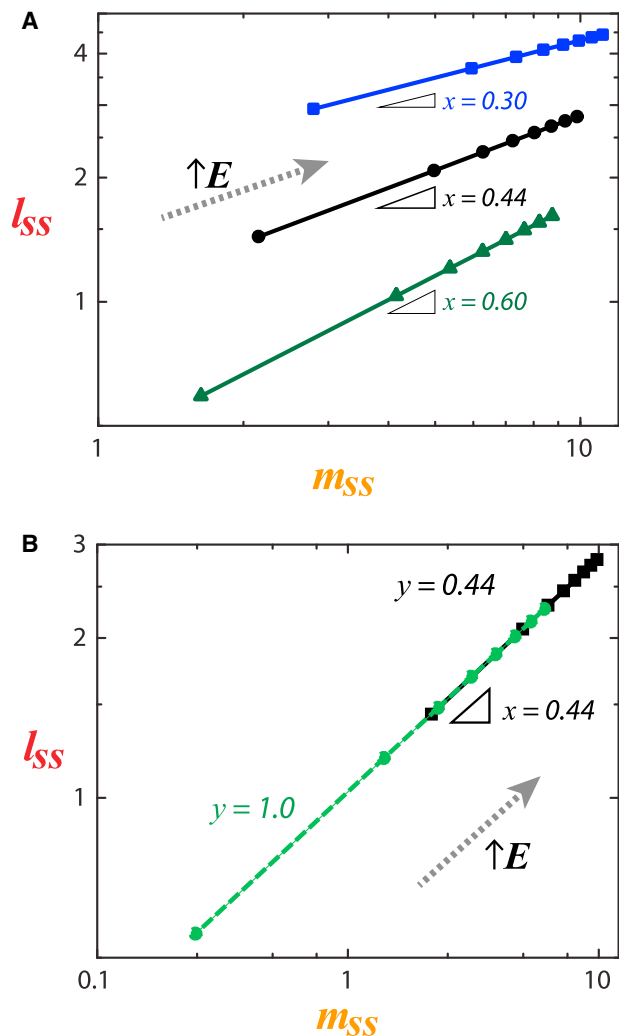 A
4
2
1
x = 0.30
↑E
x = 0.44
x = 0.60
lSS
1
10
mSS
B
3
2
1
y = 0.44
x = 0.44
y = 1.0
↑E
lSS
0.1
1
10
mSS